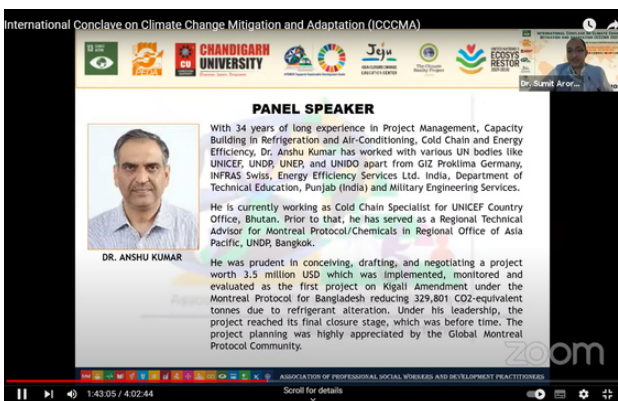 International Conclave on Climate Change Mitigation and Adaptation (ICCCMA)
13
PEDA
CU
CHANDIGARH
UNIVERSITY
Jeju
The Climate
Reality Project
ECOSYS
RESTOR
Dr. Sumit Aror...
PANEL SPEAKER
With 34 years of long experience in Project Management, Capacity
Building in Refrigeration and Air-Conditioning, Cold Chain and Energy
Efficiency, Dr. Anshu Kumar has worked with various UN bodies like
UNICEF, UNDP, UNEP, and UNIDO apart from GIZ Proklima Germany,
INFRAS Swiss, Energy Efficiency Services Ltd. India, Department of
Technical Education, Punjab (India) and Military Engineering Services.
He is currently working as Cold Chain Specialist for UNICEF Country
Office, Bhutan. Prior to that, he has served as a Regional Technical
Advisor for Montreal Protocol/Chemicals in Regional Office of Asia
Pacific, UNDP, Bangkok.
DR. ANSHU KUMAR
He was prudent in conceiving, drafting, and negotiating a project
worth 3.5 million USD which was implemented, monitored and
evaluated as the first project on Kigali Amendment under the
Montreal Protocol for Bangladesh reducing 329,801 CO2-equivalent
tonnes due to refrigerant alteration. Under his leadership, the
project reached its final closure stage, which was before time. The
project planning was highly appreciated by the Global Montreal
Protocol Community.
zoom
ASSOCIATION OF PROFESSIONAL SOCIAL WORKERS AND DEVELOPMENT PRACTITIONERS
1:43:05 / 4:02:44
Scroll for details